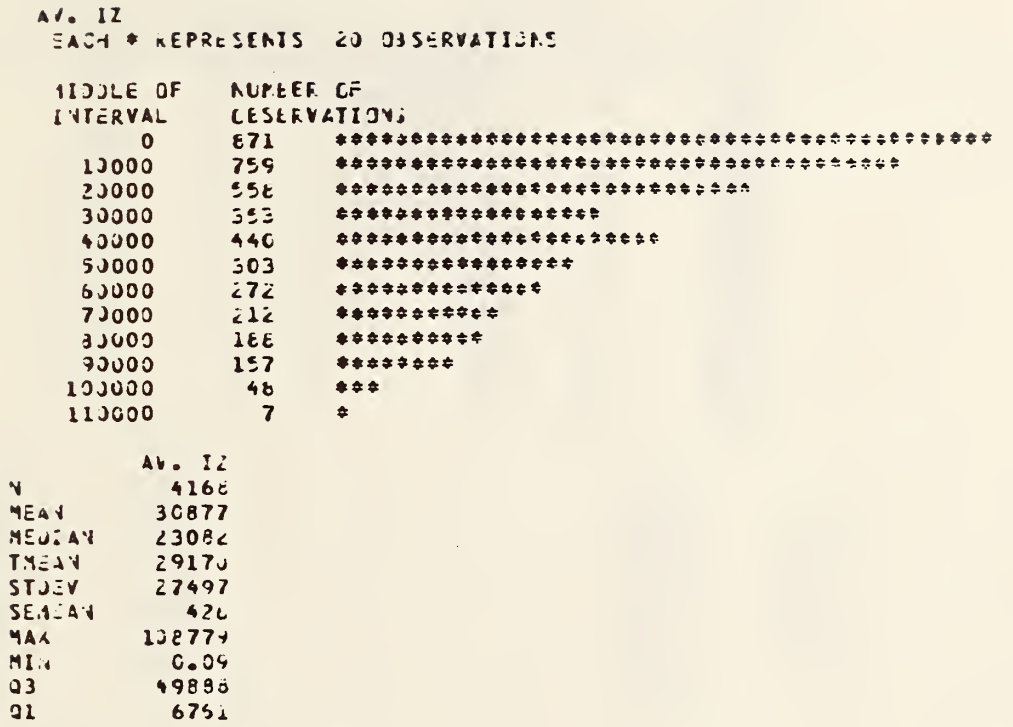 AV. IZ
EACH * REPRESENTS 20 OBSERVATIONS
MIDDLE OF NUMBER OF
INTERVAL OBSERVATIONS
0 871 ********************************************
10000 759 **************************************
20000 558 ****************************
30000 353 ******************
40000 440 **********************
50000 303 ****************
60000 272 **************
70000 212 ***********
80000 188 **********
90000 157 ********
100000 48 ***
110000 7 *
AV. IZ
N 4168
MEAN 30877
MEDIAN 23082
TMEAN 29170
STDEV 27497
SEMEAN 426
MAX 108779
MIN 0.09
Q3 49888
Q1 6751